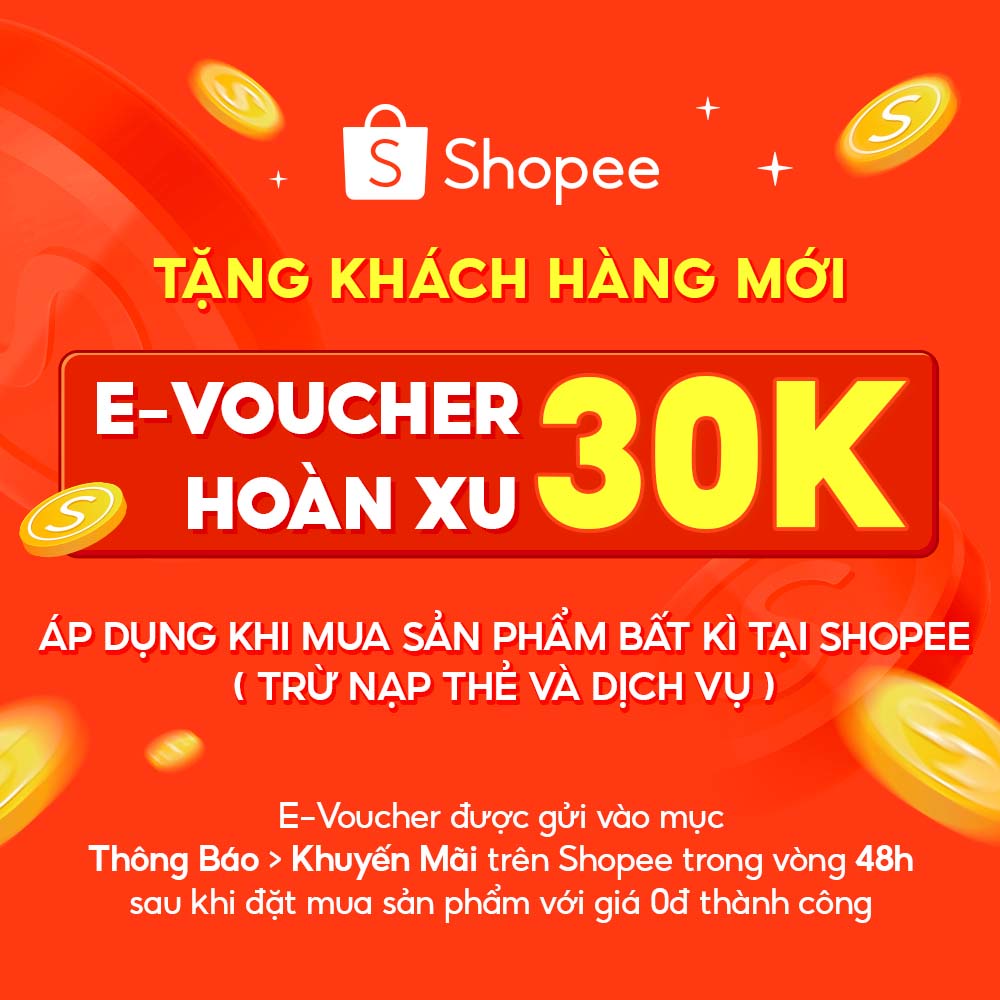 S Shopee
TẶNG KHÁCH HÀNG MỚI
E-VOUCHER
HOÀN XU
30K
ÁP DỤNG KHI MUA SẢN PHẨM BẤT KÌ TẠI SHOPEE
( TRỪ NẠP THẺ VÀ DỊCH VỤ )
E-Voucher được gửi vào mục
Thông Báo > Khuyến Mãi trên Shopee trong vòng 48h
sau khi đặt mua sản phẩm với giá 0đ thành công